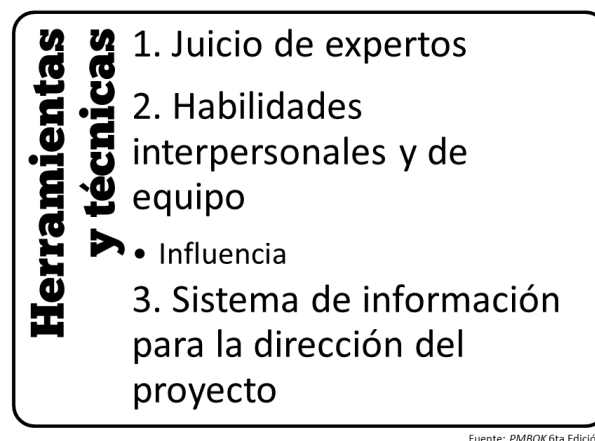 Herramientas
y técnicas
1. Juicio de expertos
2. Habilidades
interpersonales y de
equipo
• Influencia
3. Sistema de información
para la dirección del
proyecto
Fuente: PMBOK 6ta Edició